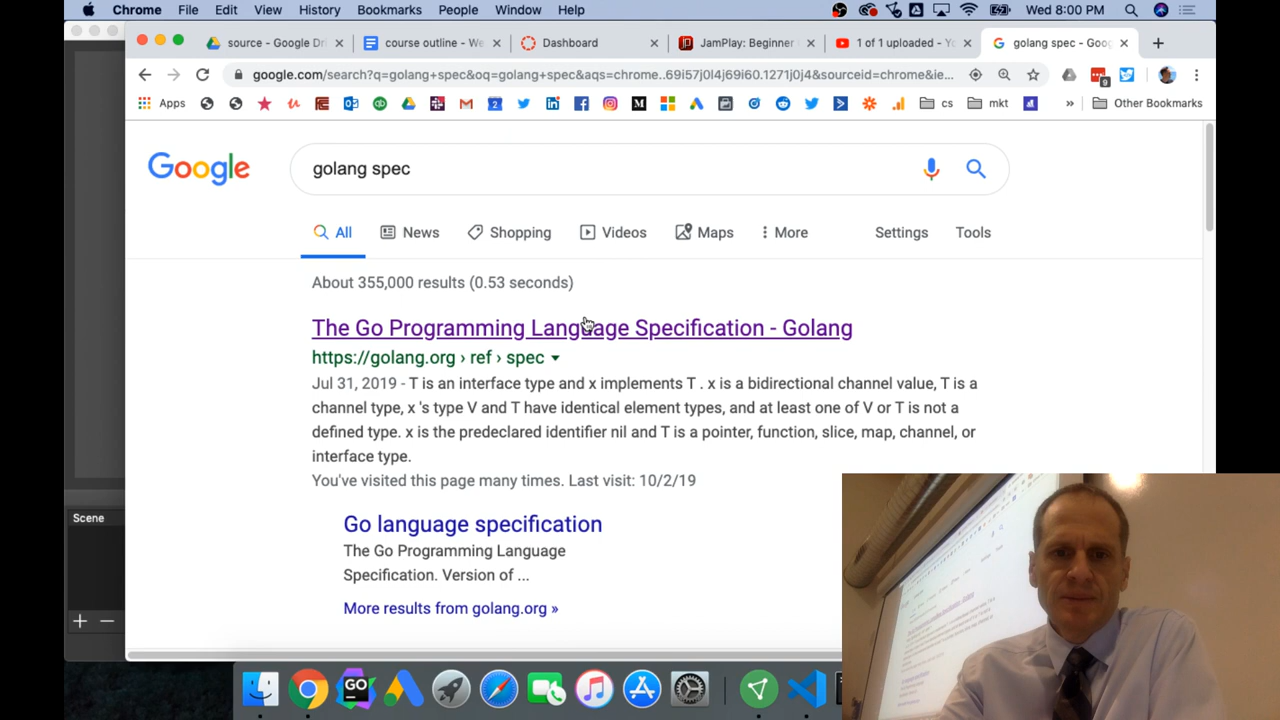 Chrome File Edit View History Bookmarks People Window Help Wed 8:00 PM
source - Google Dri course outline - We Dashboard JamPlay: Beginner 1 of 1 uploaded - Yo golang spec - Goog
google.com/search?q=golang+spec&oq=golang+spec&aqs=chrome..69i57j0l4j69i60.1271j0j4&sourceid=chrome&ie...
9
Apps cs mkt » Other Bookmarks
Google
golang spec
All News Shopping Videos Maps More Settings Tools
About 355,000 results (0.53 seconds)
The Go Programming Language Specification - Golang
https://golang.org › ref › spec
Jul 31, 2019 - T is an interface type and x implements T . x is a bidirectional channel value, T is a
channel type, x 's type V and T have identical element types, and at least one of V or T is not a
defined type. x is the predeclared identifier nil and T is a pointer, function, slice, map, channel, or
interface type.
You've visited this page many times. Last visit: 10/2/19
Scene
Go language specification
The Go Programming Language
Specification. Version of ...
More results from golang.org »
GO